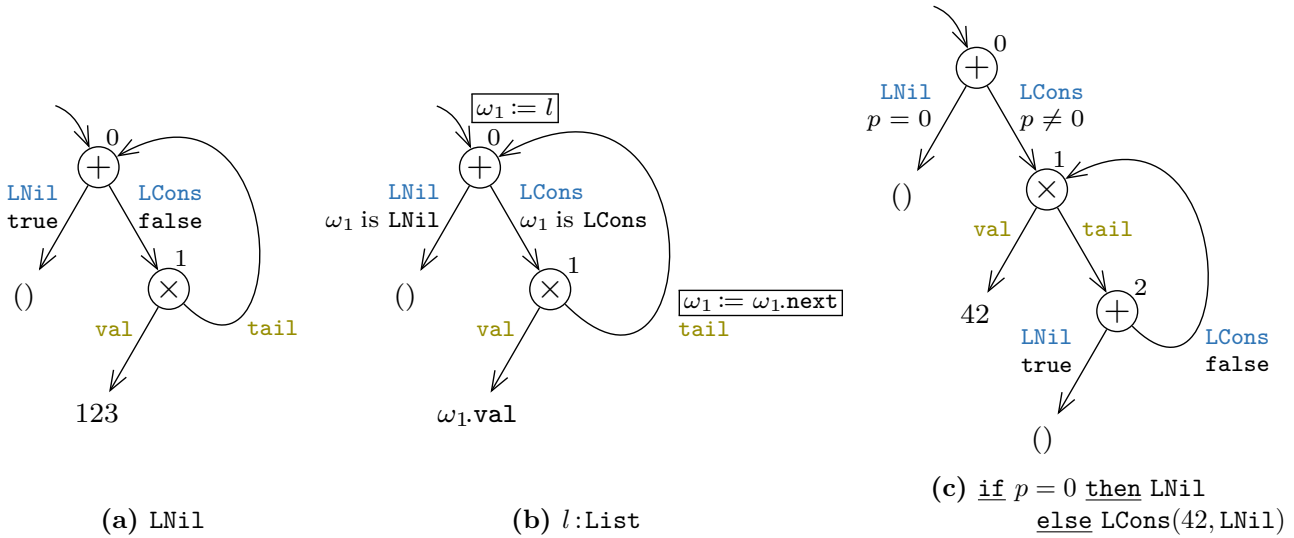 0
+
LNil
true
LCons
false
()
1
×
val
tail
123
(a) LNil
ω₁ := l
0
+
LNil
ω₁ is LNil
LCons
ω₁ is LCons
()
1
×
ω₁ := ω₁.next
val
tail
ω₁.val
(b) l : List
0
+
LNil
p = 0
LCons
p ≠ 0
()
1
×
val
tail
42
2
+
LNil
true
LCons
false
()
(c) if p = 0 then LNil
else LCons(42, LNil)